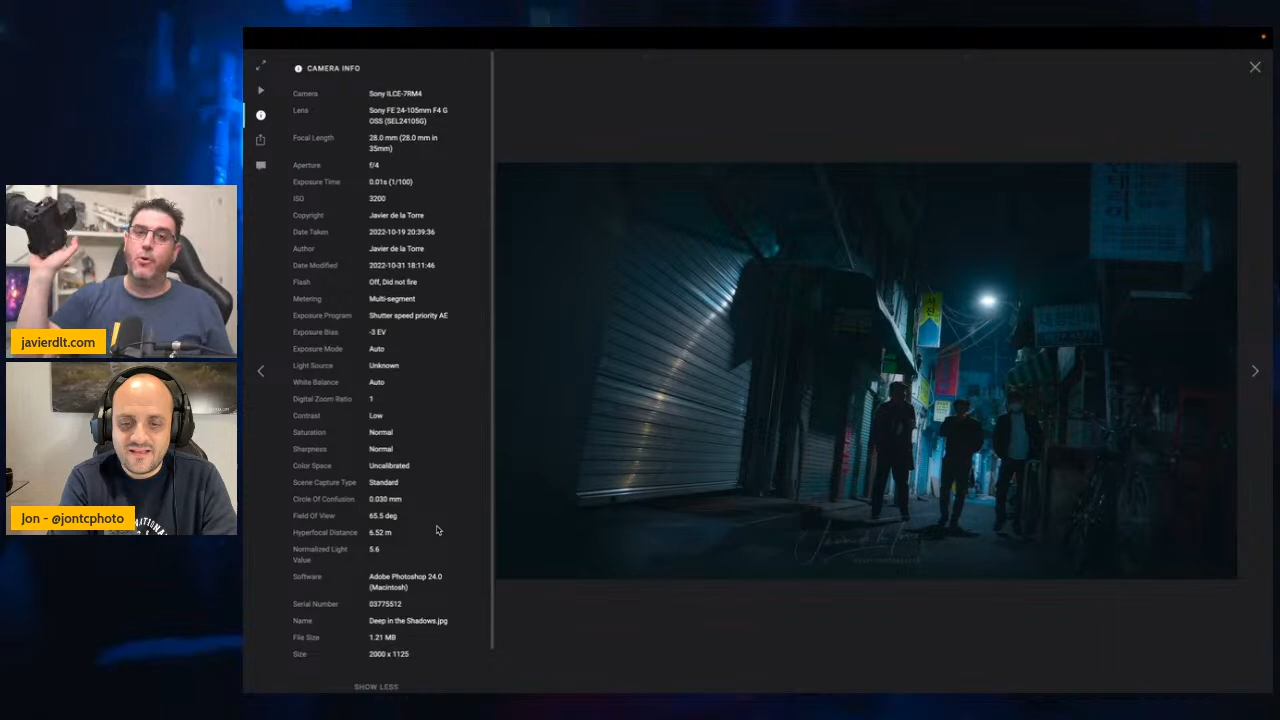 CAMERA INFO
Camera Sony ILCE-7RM4
Lens Sony FE 24-105mm F4 G
OSS (SEL24105G)
Focal Length 28.0 mm (28.0 mm in
35mm)
Aperture f/4
Exposure Time 0.01s (1/100)
ISO 3200
Copyright Javier de la Torre
Date Taken 2022-10-19 20:39:36
Author Javier de la Torre
Date Modified 2022-10-31 18:11:46
Flash Off, Did not fire
Metering Multi-segment
Exposure Program Shutter speed priority AE
Exposure Bias -3 EV
Exposure Mode Auto
Light Source Unknown
White Balance Auto
Digital Zoom Ratio 1
Contrast Low
Saturation Normal
Sharpness Normal
Color Space Uncalibrated
Scene Capture Type Standard
Circle Of Confusion 0.030 mm
Field Of View 65.5 deg
Hyperfocal Distance 6.52 m
Normalized Light
Value 5.6
Software Adobe Photoshop 24.0
(Macintosh)
Serial Number 03775512
Name Deep in the Shadows.jpg
File Size 1.21 MB
Size 2000 x 1125
SHOW LESS
javierdlt.com
Jon - @jontcphoto